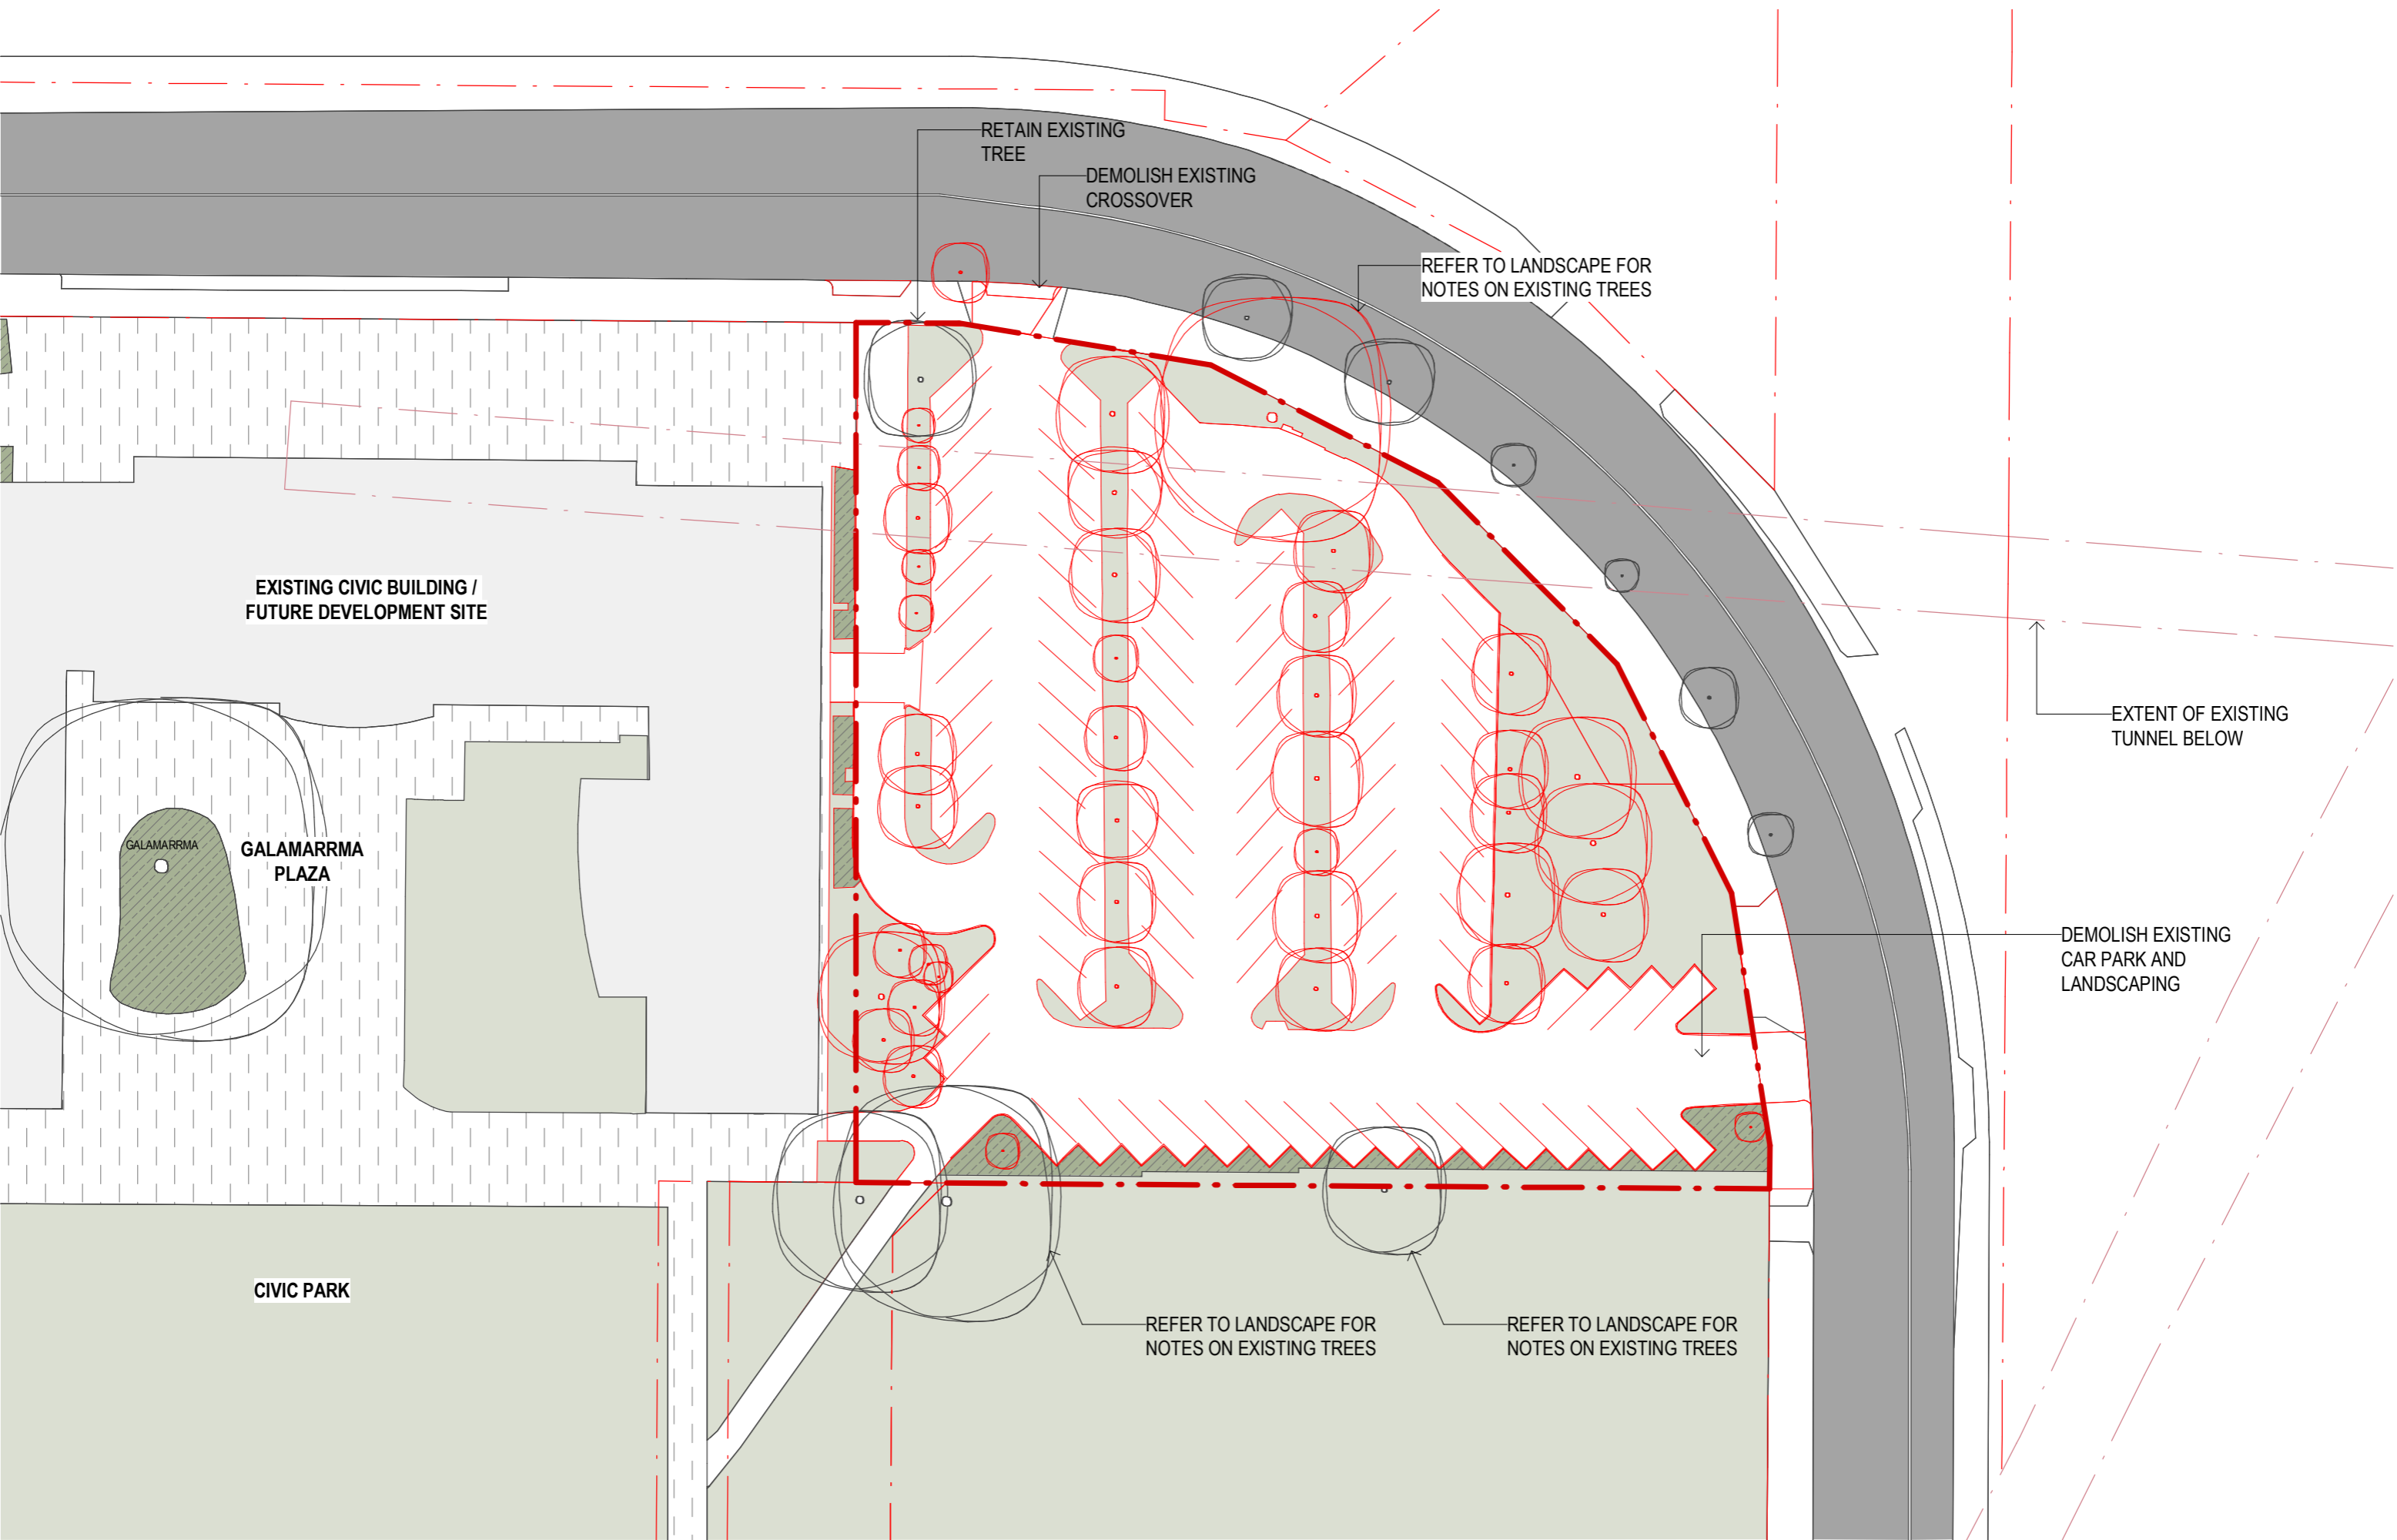 RETAIN EXISTING
TREE
DEMOLISH EXISTING
CROSSOVER
REFER TO LANDSCAPE FOR
NOTES ON EXISTING TREES
EXISTING CIVIC BUILDING /
FUTURE DEVELOPMENT SITE
EXTENT OF EXISTING
TUNNEL BELOW
GALAMARRMA
GALAMARRMA
PLAZA
DEMOLISH EXISTING
CAR PARK AND
LANDSCAPING
CIVIC PARK
REFER TO LANDSCAPE FOR
NOTES ON EXISTING TREES
REFER TO LANDSCAPE FOR
NOTES ON EXISTING TREES